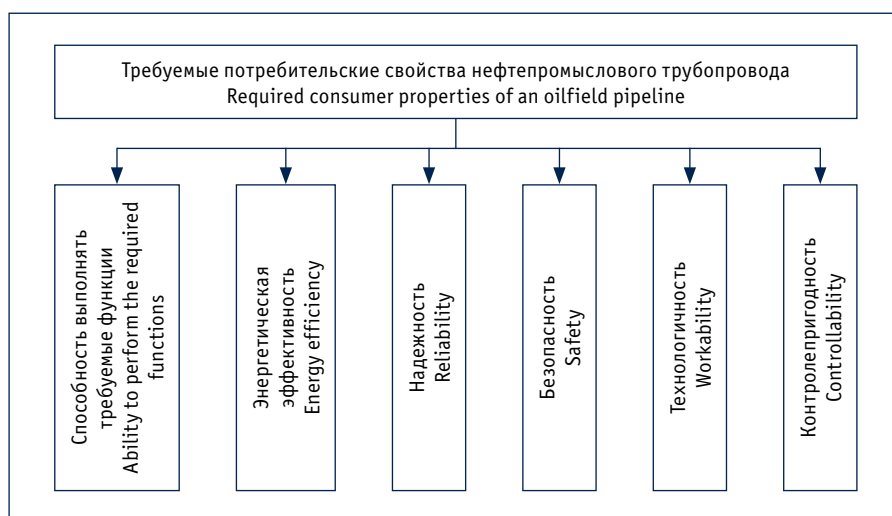 Требуемые потребительские свойства нефтепромыслового трубопровода
Required consumer properties of an oilfield pipeline
Способность выполнять
требуемые функции
Ability to perform the required
functions
Энергетическая
эффективность
Energy efficiency
Надежность
Reliability
Безопасность
Safety
Технологичность
Workability
Контролепригодность
Controllability